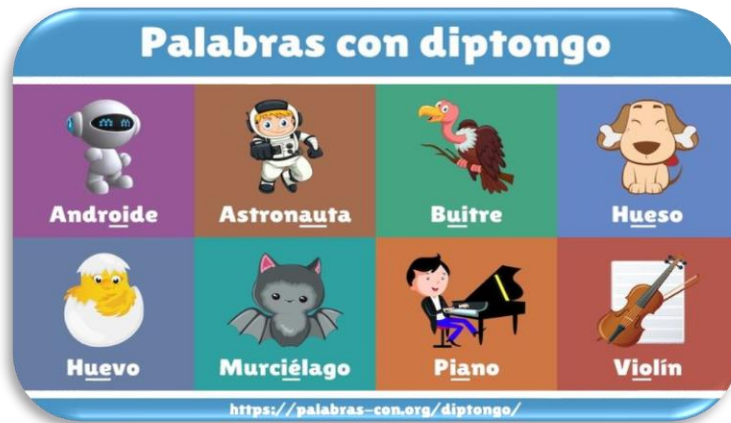 Palabras con diptongo
Androide
Astronauta
Buitre
Hueso
Huevo
Murciélago
Piano
Violín
https://palabras-con.org/diptongo/